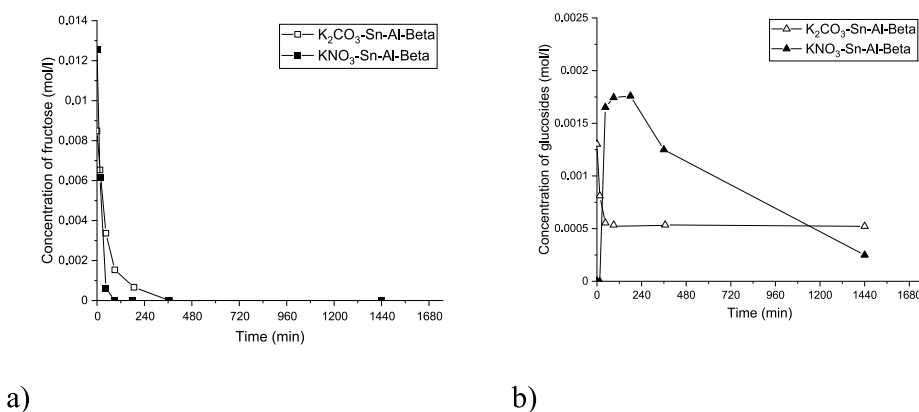 0.014
0.012
0.01
0.008
0.006
0.004
0.002
0
Concentration of fructose (mol/l)
K₂CO₃-Sn-Al-Beta
KNO₃-Sn-Al-Beta
0 240 480 720 960 1200 1440 1680
Time (min)
a)
0.0025
0.002
0.0015
0.001
0.0005
0
Concentration of glucosides (mol/l)
K₂CO₃-Sn-Al-Beta
KNO₃-Sn-Al-Beta
0 240 480 720 960 1200 1440 1680
Time (min)
b)